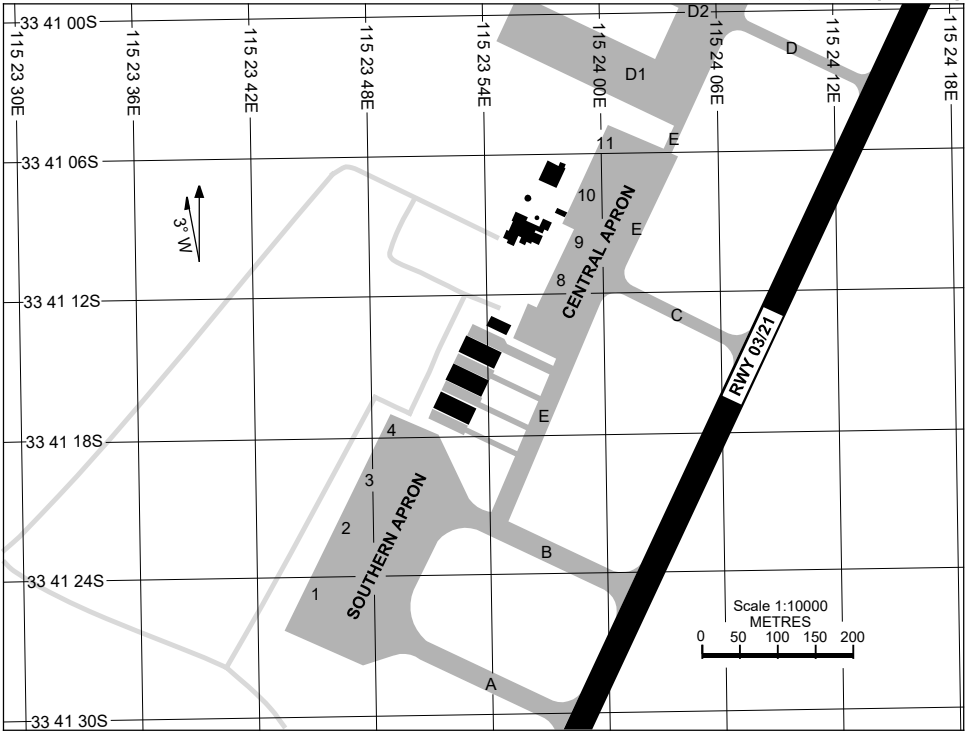 33 41 00S
33 41 06S
33 41 12S
33 41 18S
33 41 24S
33 41 30S
115 23 30E
115 23 36E
115 23 42E
115 23 48E
115 23 54E
115 24 00E
115 24 06E
115 24 12E
115 24 18E
D2
D
D1
E
11
10
9
8
E
CENTRAL APRON
3° W
C
RWY 03/21
E
4
3
2
1
SOUTHERN APRON
B
A
Scale 1:10000
METRES
0 50 100 150 200